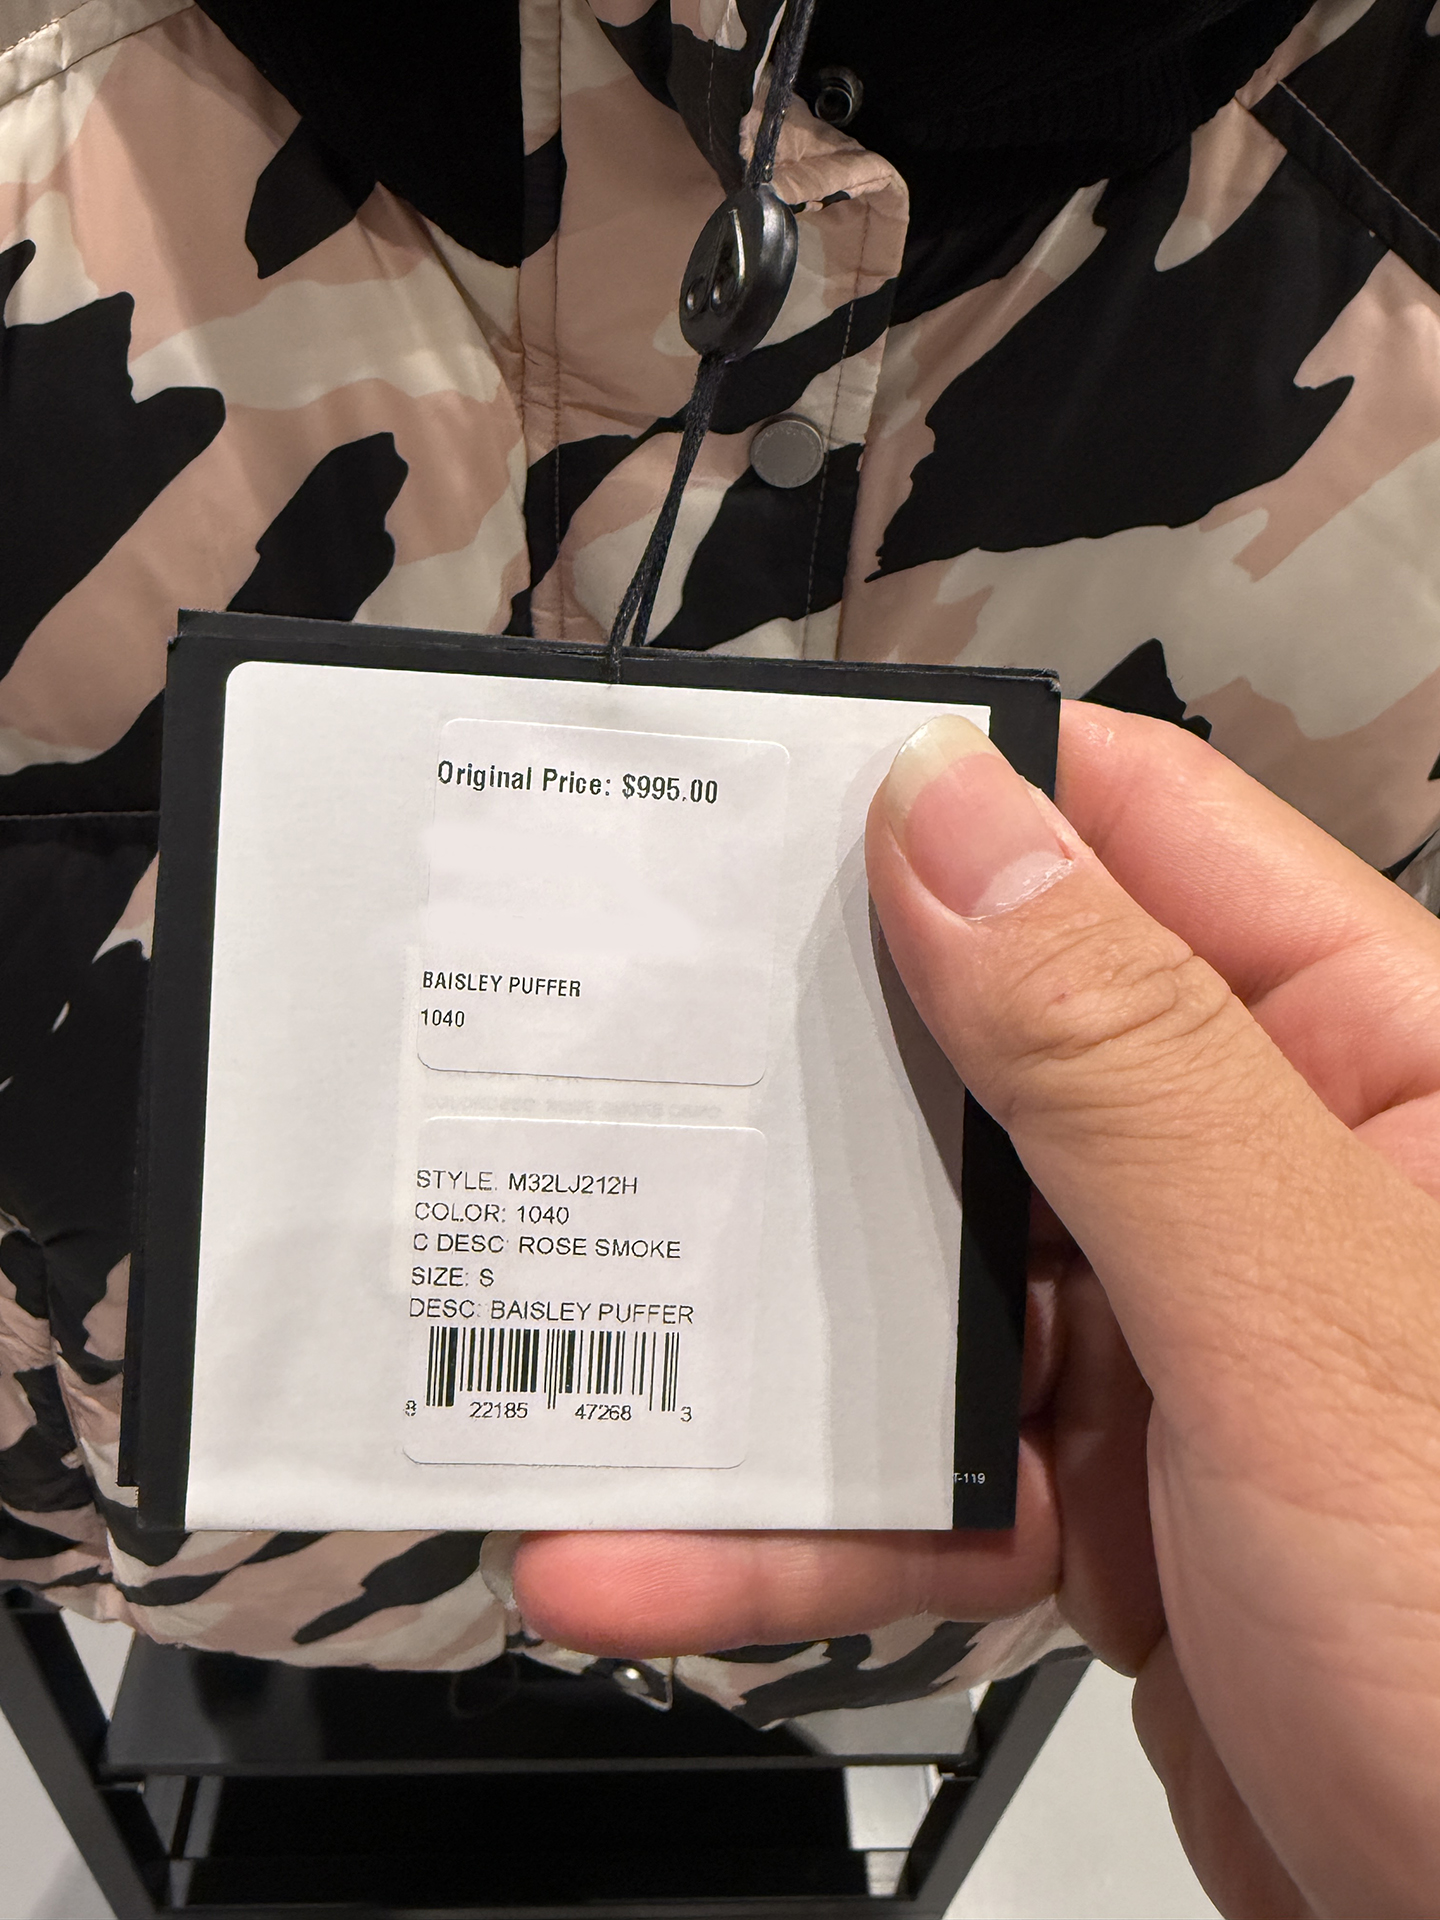 Original Price: $995.00
BAISLEY PUFFER
1040
STYLE: M32LJ212H
COLOR: 1040
C DESC: ROSE SMOKE
SIZE: S
DESC: BAISLEY PUFFER
8 22185 47268 3
T-119